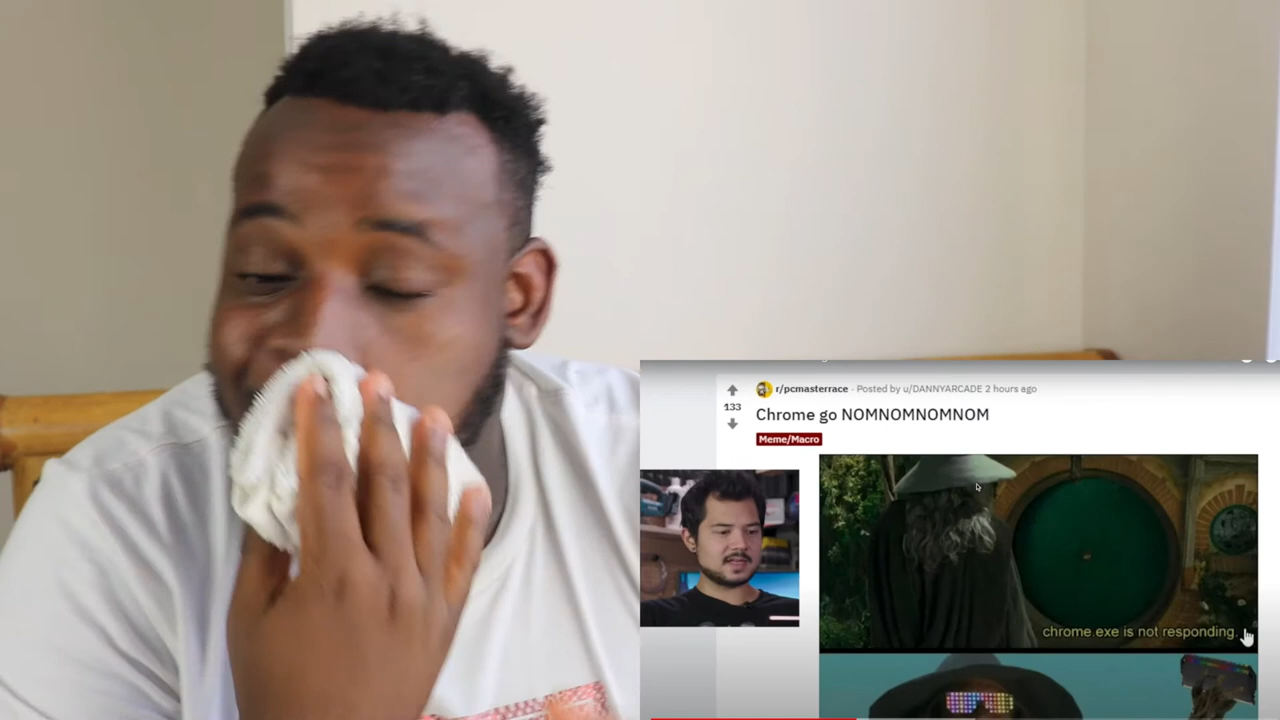 r/pcmasterrace · Posted by u/DANNYARCADE 2 hours ago
133
Chrome go NOMNOMNOMNOM
Meme/Macro
chrome.exe is not responding.